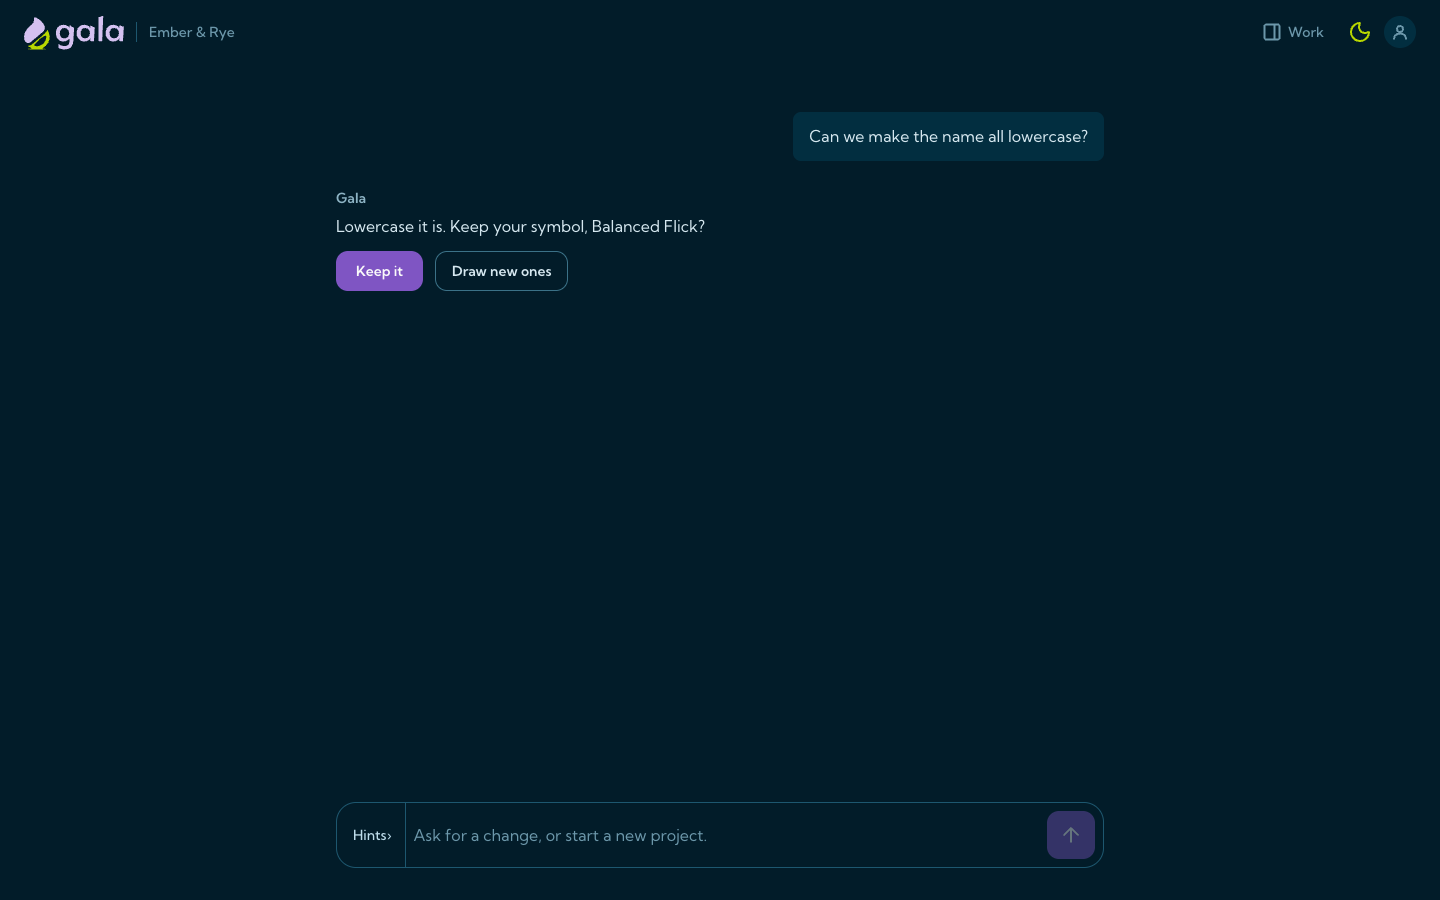 gala
Ember & Rye
Work
Can we make the name all lowercase?
Gala
Lowercase it is. Keep your symbol, Balanced Flick?
Keep it
Draw new ones
Hints›
Ask for a change, or start a new project.